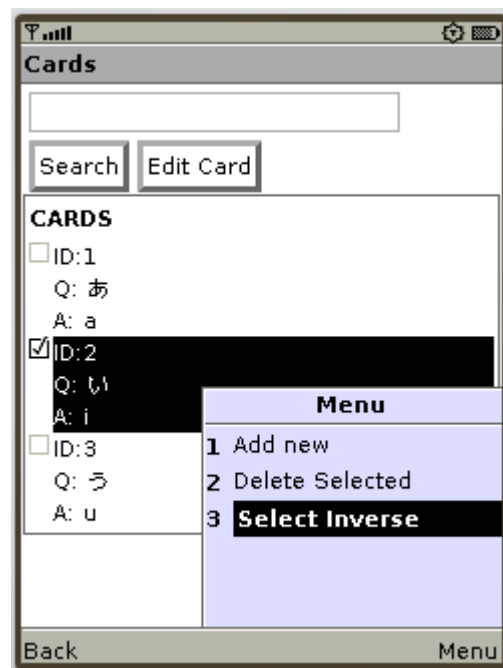 Cards
Search Edit Card
CARDS
ID:1
Q: あ
A: a
ID:2
Q: い
A: i
ID:3
Q: う
A: u
Menu
1 Add new
2 Delete Selected
3 Select Inverse
Back Menu